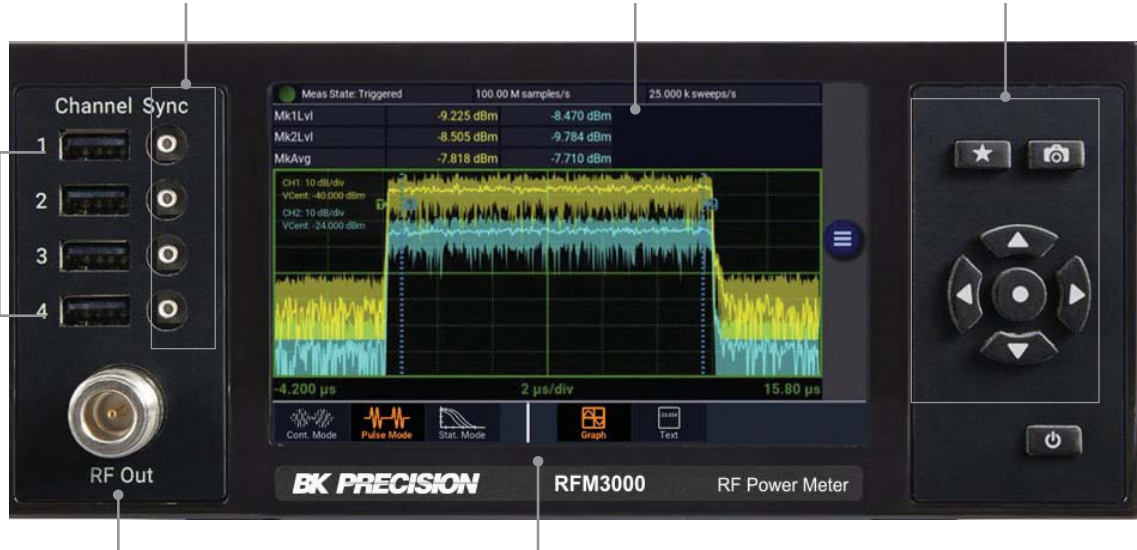 Channel Sync
1
2
3
4
RF Out
Meas State: Triggered 100.00 M samples/s 25.000 k sweeps/s
Mk1Lvl -9.225 dBm -8.470 dBm
Mk2Lvl -8.505 dBm -9.784 dBm
MkAvg -7.818 dBm -7.710 dBm
CH1: 10 dB/div
VCent: -40.000 dBm
CH2: 10 dB/div
VCent: -24.000 dBm
-4.200 µs 2 µs/div 15.80 µs
Cont. Mode Pulse Mode Stat. Mode Graph Text
BK PRECISION RFM3000 RF Power Meter